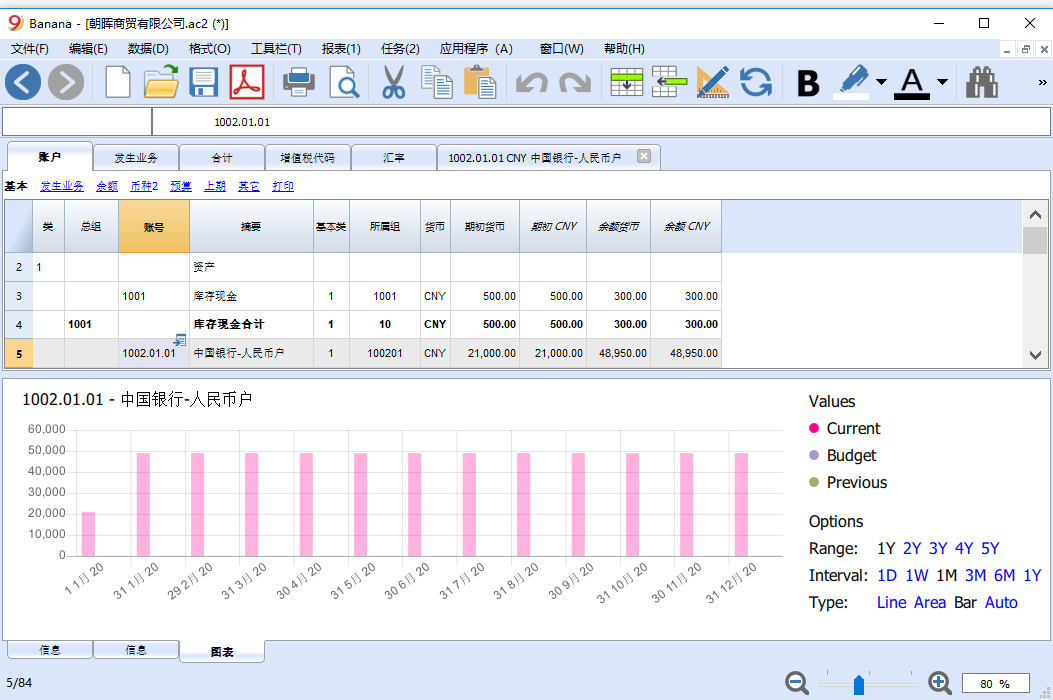 Banana - [朝晖商贸有限公司.ac2 (*)]
文件(F) 编辑(E) 数据(D) 格式(O) 工具栏(T) 报表(1) 任务(2) 应用程序 (A) 窗口(W) 帮助(H)
B A »
1002.01.01
账户 发生业务 合计 增值税代码 汇率 1002.01.01 CNY 中国银行-人民币户
基本 发生业务 余额 币种2 预算 上期 其它 打印
类 总组 账号 摘要 基本类 所属组 货币 期初货币 期初 CNY 余额货币 余额 CNY
2 1 资产
3 1001 库存现金 1 1001 CNY 500.00 500.00 300.00 300.00
4 1001 库存现金合计 1 10 CNY 500.00 500.00 300.00 300.00
5 1002.01.01 中国银行-人民币户 1 100201 CNY 21,000.00 21,000.00 48,950.00 48,950.00
1002.01.01 - 中国银行-人民币户
60,000
50,000
40,000
30,000
20,000
10,000
0
1 1月 20 31 1月 20 29 2月 20 31 3月 20 30 4月 20 31 5月 20 30 6月 20 31 7月 20 31 8月 20 30 9月 20 31 10月 20 30 11月 20 31 12月 20
Values
Current
Budget
Previous
Options
Range: 1Y 2Y 3Y 4Y 5Y
Interval: 1D 1W 1M 3M 6M 1Y
Type: Line Area Bar Auto
信息 信息 图表
5/84 80 %